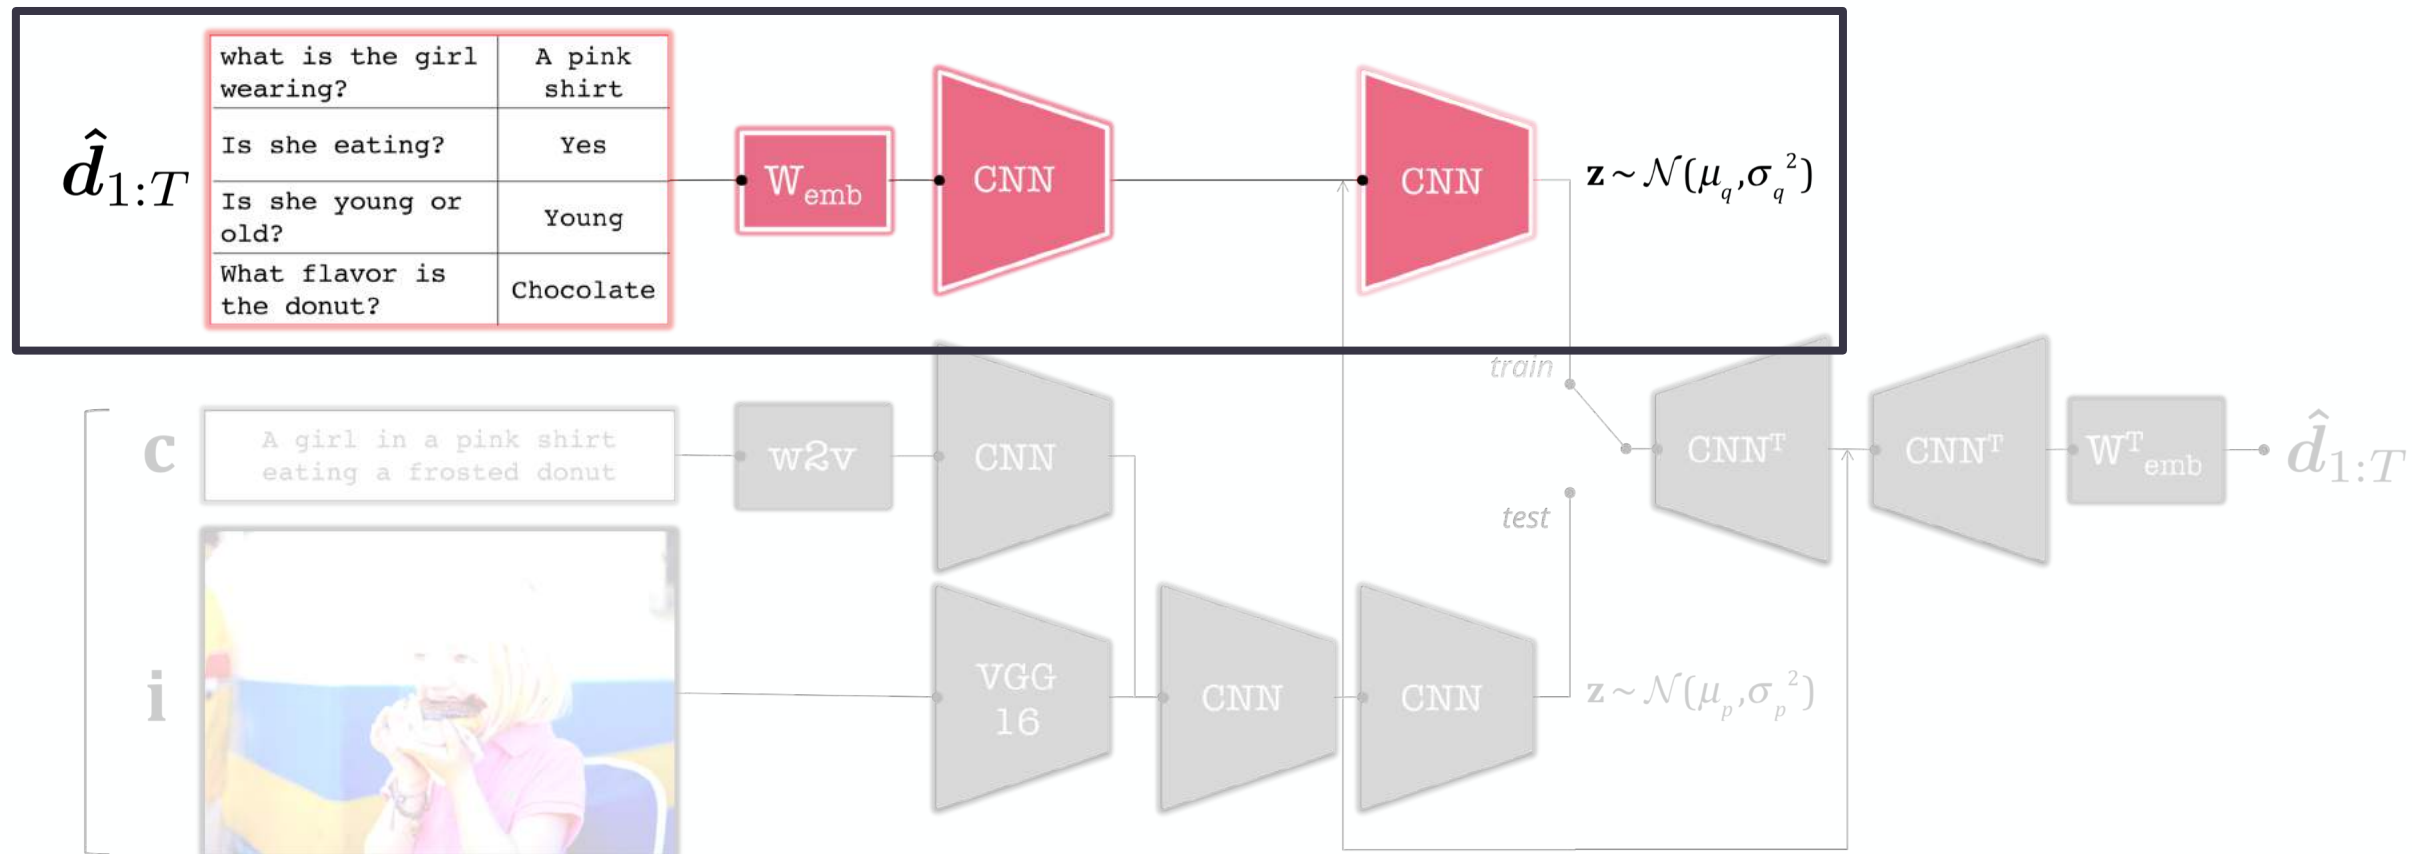 what is the girl wearing?
A pink shirt
Is she eating?
Yes
Is she young or old?
Young
What flavor is the donut?
Chocolate
d̂1:T
Wemb
CNN
CNN
z ~ 𝒩(μq,σq²)
train
c
A girl in a pink shirt
eating a frosted donut
w2v
CNN
CNNᵀ
CNNᵀ
Wᵀemb
d̂1:T
test
i
VGG
16
CNN
CNN
z ~ 𝒩(μp,σp²)